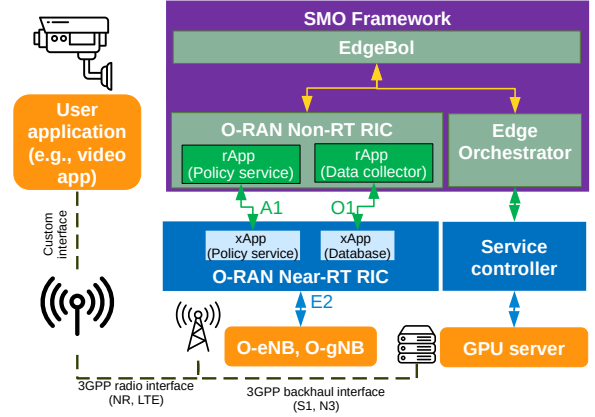 SMO Framework
EdgeBol
User
application
(e.g., video
app)
O-RAN Non-RT RIC
rApp
(Policy service)
rApp
(Data collector)
Edge
Orchestrator
A1
O1
Custom
interface
xApp
(Policy service)
xApp
(Database)
O-RAN Near-RT RIC
Service
controller
E2
O-eNB, O-gNB
GPU server
3GPP radio interface
(NR, LTE)
3GPP backhaul interface
(S1, N3)